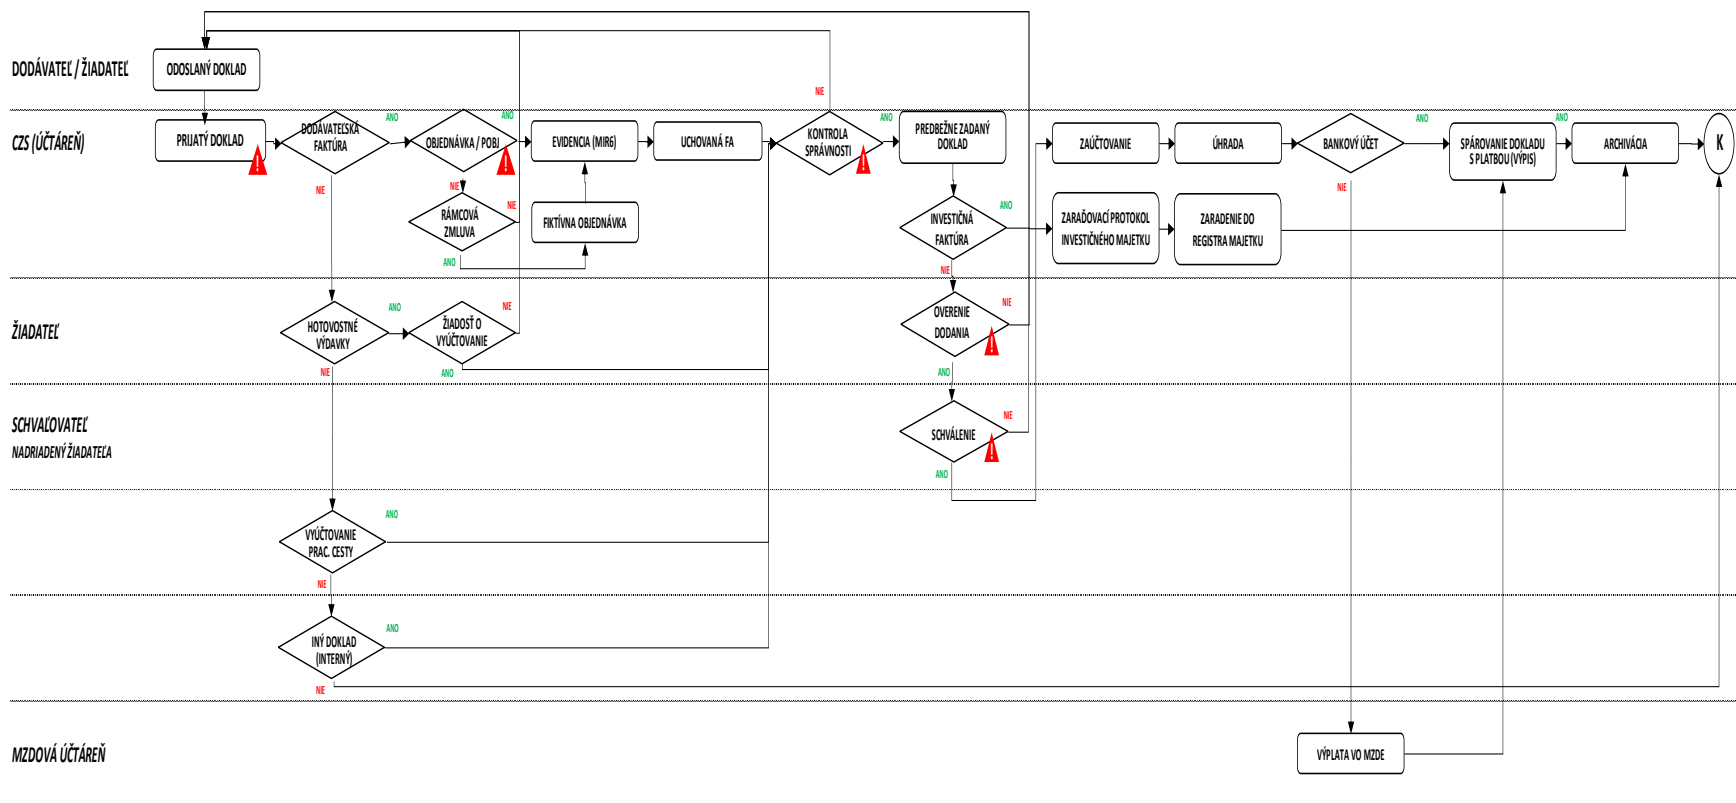 DODÁVATEĽ / ŽIADATEĽ
ODOSLANÝ DOKLAD
NIE
CZS (ÚČTÁREŇ)
PRIJATÝ DOKLAD
DODÁVATEĽSKÁ
FAKTÚRA
ANO
NIE
OBJEDNÁVKA / POBJ
ANO
NIE
EVIDENCIA (MIR6)
UCHOVANÁ FA
KONTROLA
SPRÁVNOSTI
ANO
PREDBEŽNE ZADANÝ
DOKLAD
ZAÚČTOVANIE
ÚHRADA
BANKOVÝ ÚČET
ANO
NIE
SPÁROVANIE DOKLADU
S PLATBOU (VÝPIS)
ANO
ARCHIVÁCIA
K
RÁMCOVÁ
ZMLUVA
NIE
ANO
FIKTÍVNA OBJEDNÁVKA
INVESTIČNÁ
FAKTÚRA
ANO
NIE
ZARAĎOVACÍ PROTOKOL
INVESTIČNÉHO MAJETKU
ZARADENIE DO
REGISTRA MAJETKU
ŽIADATEĽ
HOTOVOSTNÉ
VÝDAVKY
ANO
NIE
ŽIADOSŤ O
VYÚČTOVANIE
NIE
ANO
OVERENIE
DODANIA
NIE
ANO
SCHVAĽOVATEĽ
NADRIADENÝ ŽIADATEĽA
SCHVÁLENIE
NIE
ANO
VYÚČTOVANIE
PRAC. CESTY
ANO
NIE
INÝ DOKLAD
(INTERNÝ)
ANO
NIE
MZDOVÁ ÚČTÁREŇ
VÝPLATA VO MZDE